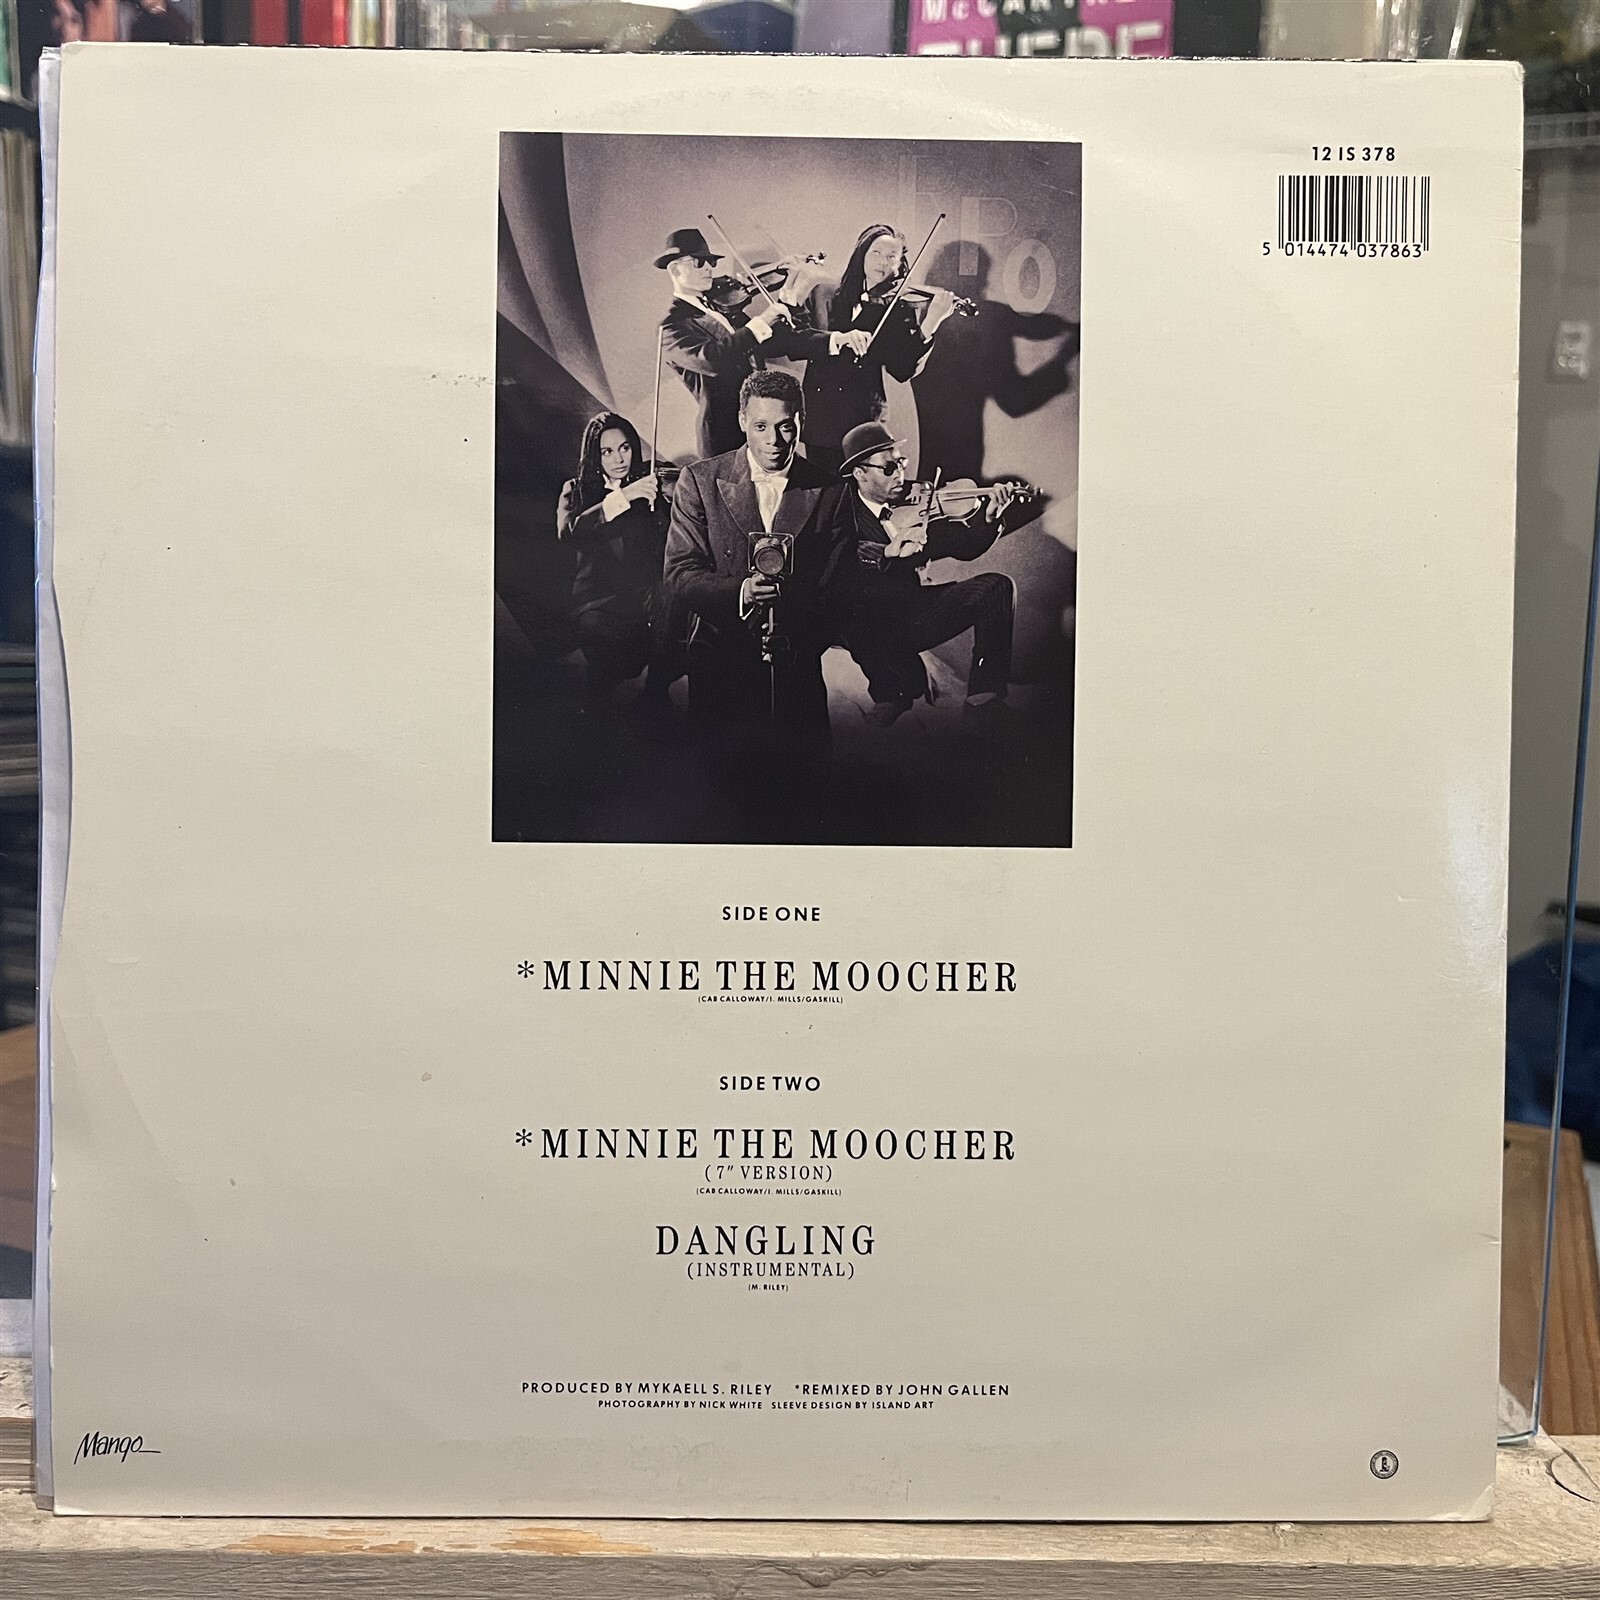 McCART
THERE
12 IS 378
5 014474 037863
SIDE ONE
*MINNIE THE MOOCHER
(CAB CALLOWAY/I. MILLS/GASKILL)
SIDE TWO
*MINNIE THE MOOCHER
(7" VERSION)
(CAB CALLOWAY/I. MILLS/GASKILL)
DANGLING
(INSTRUMENTAL)
(M. RILEY)
PRODUCED BY MYKAELL S. RILEY *REMIXED BY JOHN GALLEN
PHOTOGRAPHY BY NICK WHITE SLEEVE DESIGN BY ISLAND ART
Mango